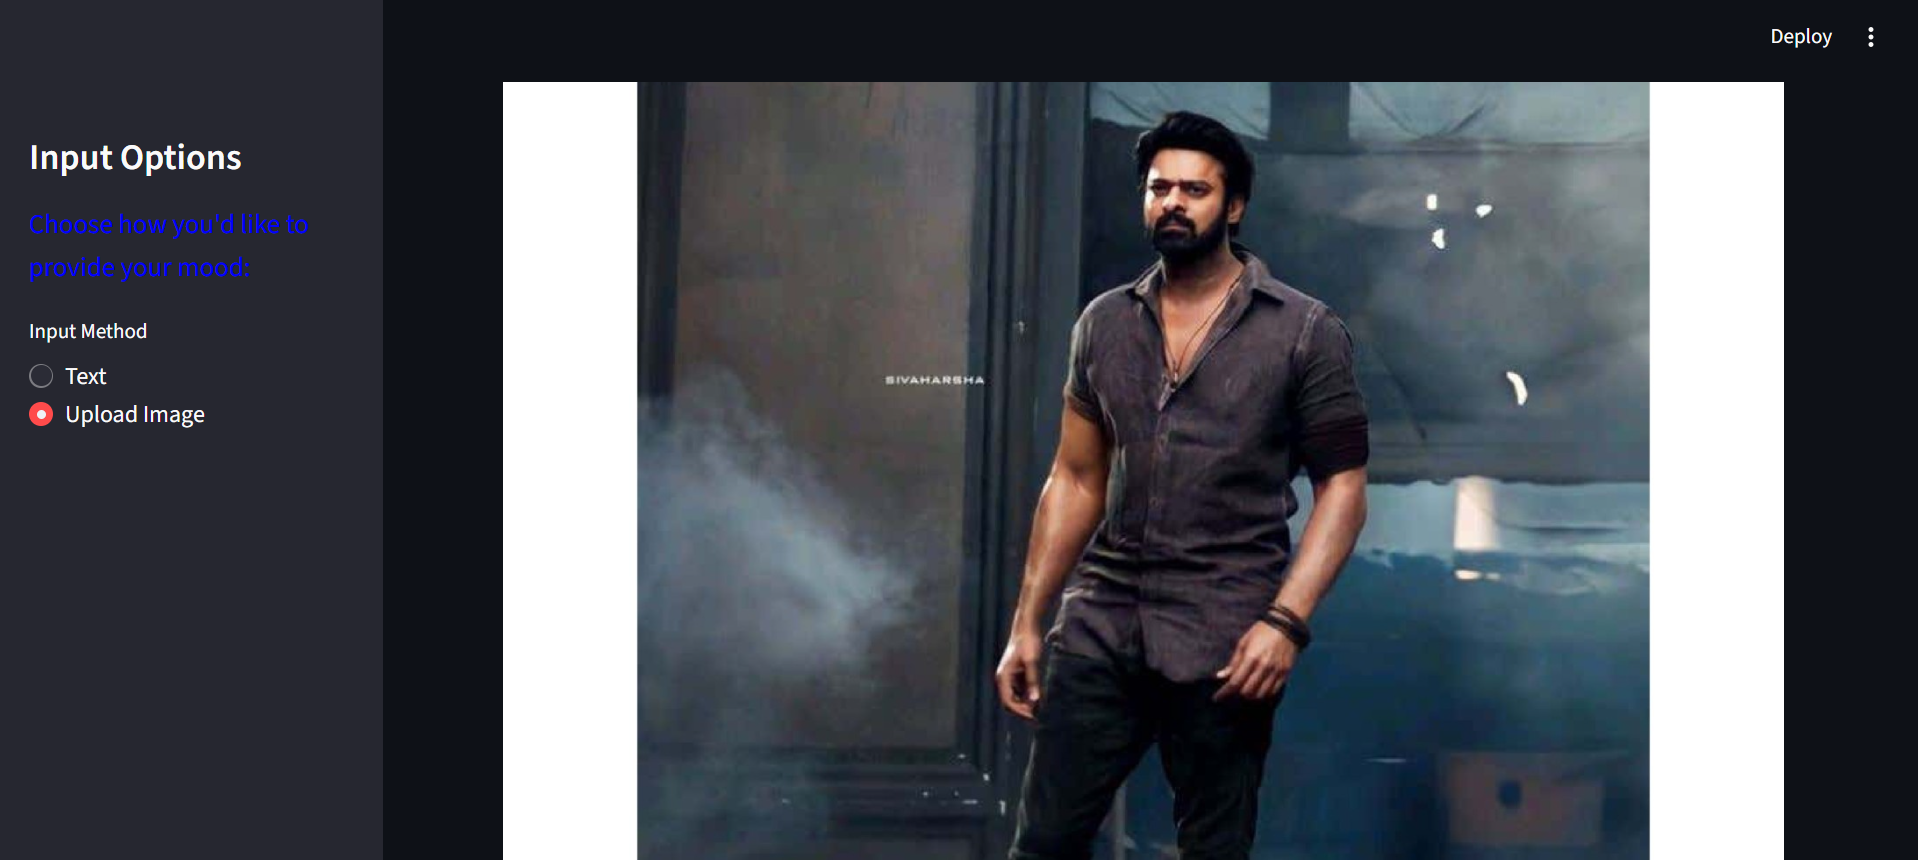 Deploy
Input Options
Choose how you'd like to
provide your mood:
Input Method
Text
Upload Image
SIVAHARSHA